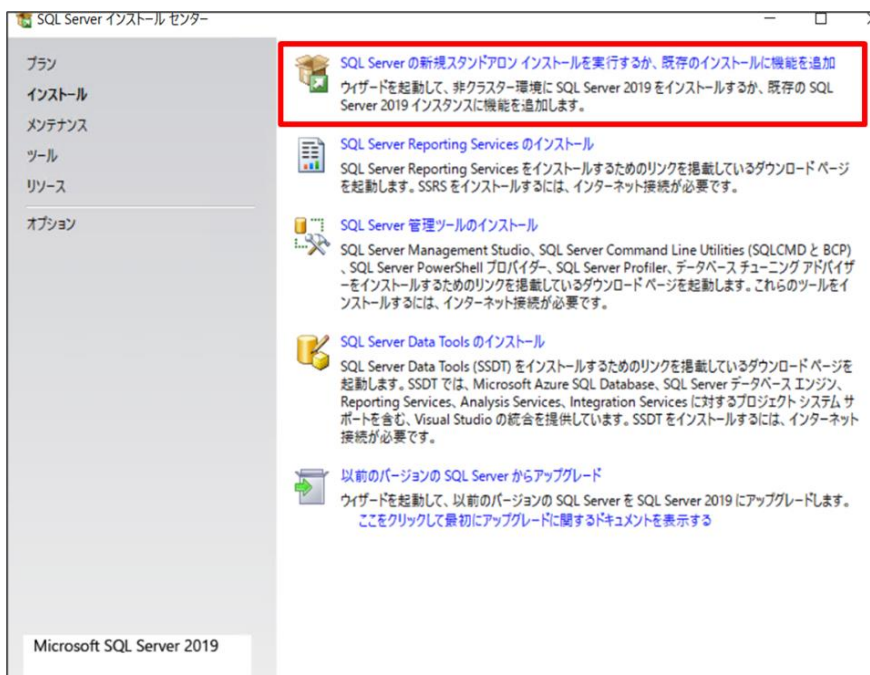 SQL Server インストール センター
プラン
インストール
メンテナンス
ツール
リソース
オプション
SQL Server の新規スタンドアロン インストールを実行するか、既存のインストールに機能を追加
ウィザードを起動して、非クラスター環境に SQL Server 2019 をインストールするか、既存の SQL
Server 2019 インスタンスに機能を追加します。
SQL Server Reporting Services のインストール
SQL Server Reporting Services をインストールするためのリンクを掲載しているダウンロード ページ
を起動します。SSRS をインストールするには、インターネット接続が必要です。
SQL Server 管理ツールのインストール
SQL Server Management Studio、SQL Server Command Line Utilities (SQLCMD と BCP)
、SQL Server PowerShell プロバイダー、SQL Server Profiler、データベース チューニング アドバイザ
ーをインストールするためのリンクを掲載しているダウンロード ページを起動します。これらのツールをイ
ンストールするには、インターネット接続が必要です。
SQL Server Data Tools のインストール
SQL Server Data Tools (SSDT) をインストールするためのリンクを掲載しているダウンロード ページを
起動します。SSDT では、Microsoft Azure SQL Database、SQL Server データベース エンジン、
Reporting Services、Analysis Services、Integration Services に対するプロジェクト システム サ
ポートを含む、Visual Studio の統合を提供しています。SSDT をインストールするには、インターネット
接続が必要です。
以前のバージョンの SQL Server からアップグレード
ウィザードを起動して、以前のバージョンの SQL Server を SQL Server 2019 にアップグレードします。
ここをクリックして最初にアップグレードに関するドキュメントを表示する
Microsoft SQL Server 2019